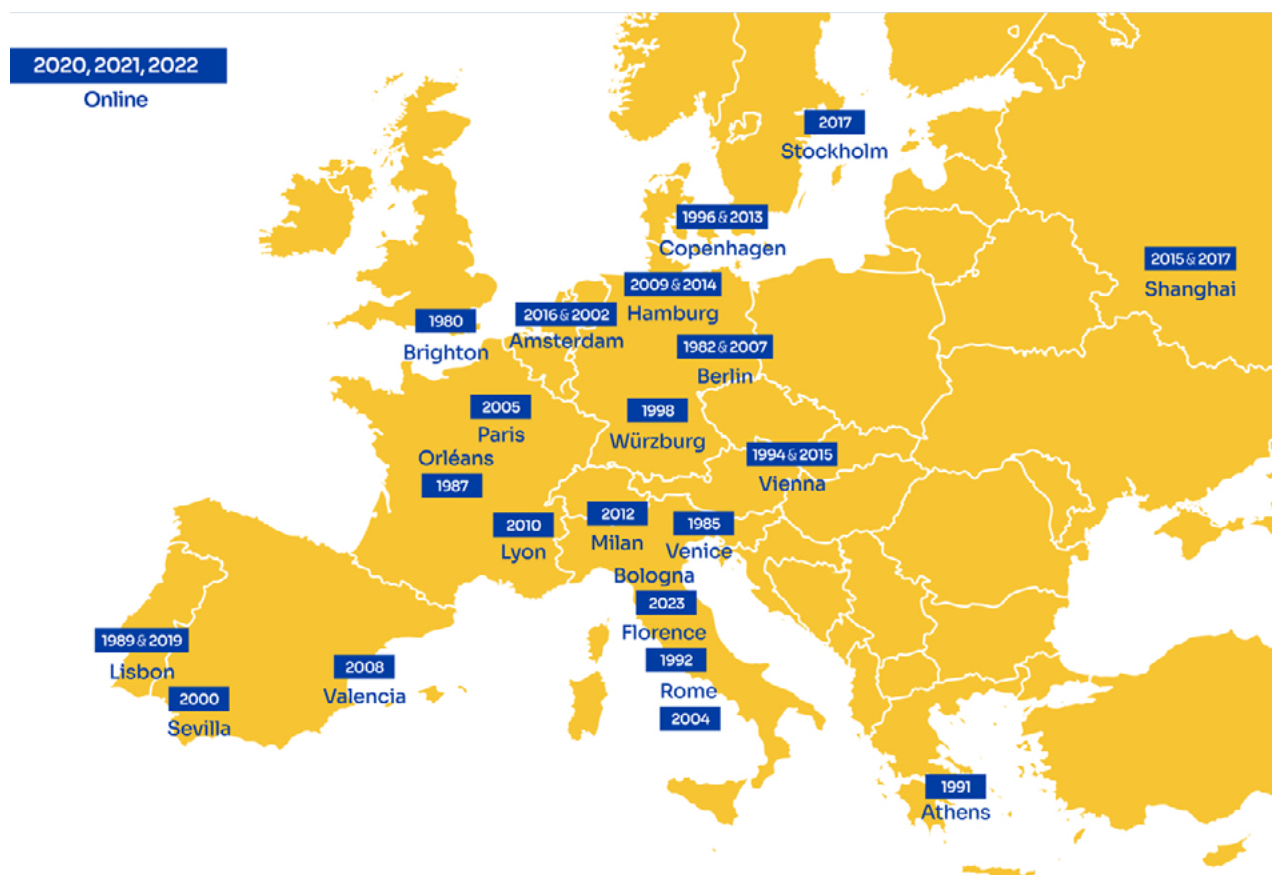 2020, 2021, 2022
Online
2017
Stockholm
1996 & 2013
Copenhagen
2015 & 2017
Shanghai
2009 & 2014
Hamburg
2016 & 2002
Amsterdam
1980
Brighton
1982 & 2007
Berlin
2005
Paris
1998
Würzburg
Orléans
1987
1994 & 2015
Vienna
2010
Lyon
2012
Milan
1985
Venice
Bologna
2023
Florence
1992
Rome
2004
1989 & 2019
Lisbon
2000
Sevilla
2008
Valencia
1991
Athens